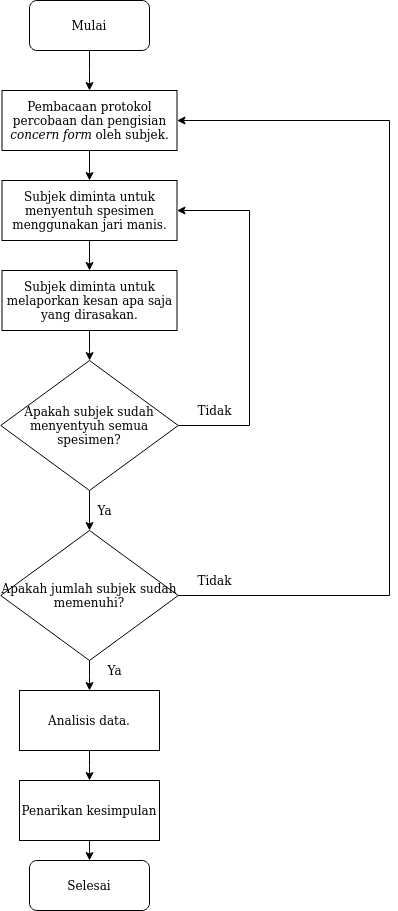 Mulai
Pembacaan protokol
percobaan dan pengisian
concern form oleh subjek.
Subjek diminta untuk
menyentuh spesimen
menggunakan jari manis.
Subjek diminta untuk
melaporkan kesan apa saja
yang dirasakan.
Apakah subjek sudah
menyentyuh semua
spesimen?
Tidak
Ya
Apakah jumlah subjek sudah
memenuhi?
Tidak
Ya
Analisis data.
Penarikan kesimpulan
Selesai